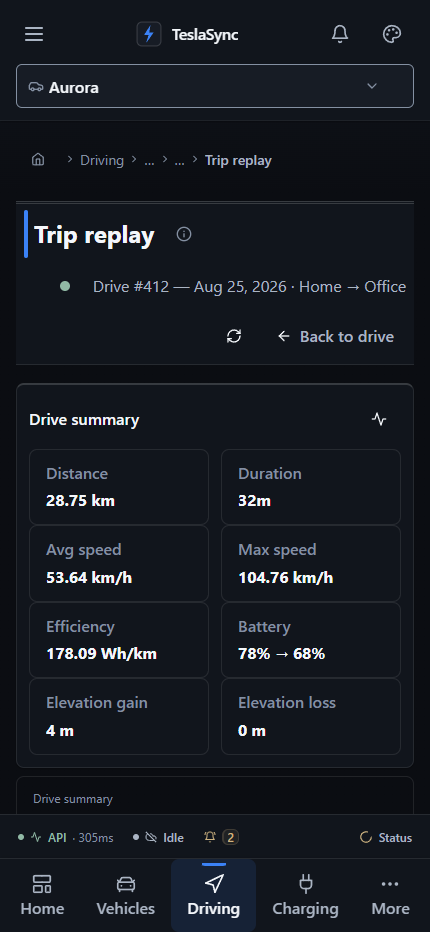 TeslaSync
Aurora
Driving > ... > ... > Trip replay
Trip replay
Drive #412 — Aug 25, 2026 · Home → Office
← Back to drive
Drive summary
Distance Duration
28.75 km 32m
Avg speed Max speed
53.64 km/h 104.76 km/h
Efficiency Battery
178.09 Wh/km 78% → 68%
Elevation gain Elevation loss
4 m 0 m
Drive summary
API · 305ms Idle 2 Status
Home Vehicles Driving Charging More